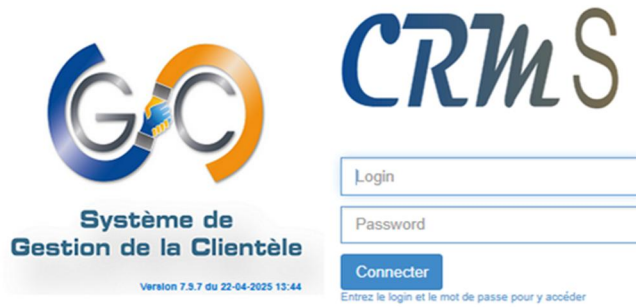 GC
Système de
Gestion de la Clientèle
Version 7.9.7 du 22-04-2025 13:44
CRMS
Login
Password
Connecter
Entrez le login et le mot de passe pour y accéder